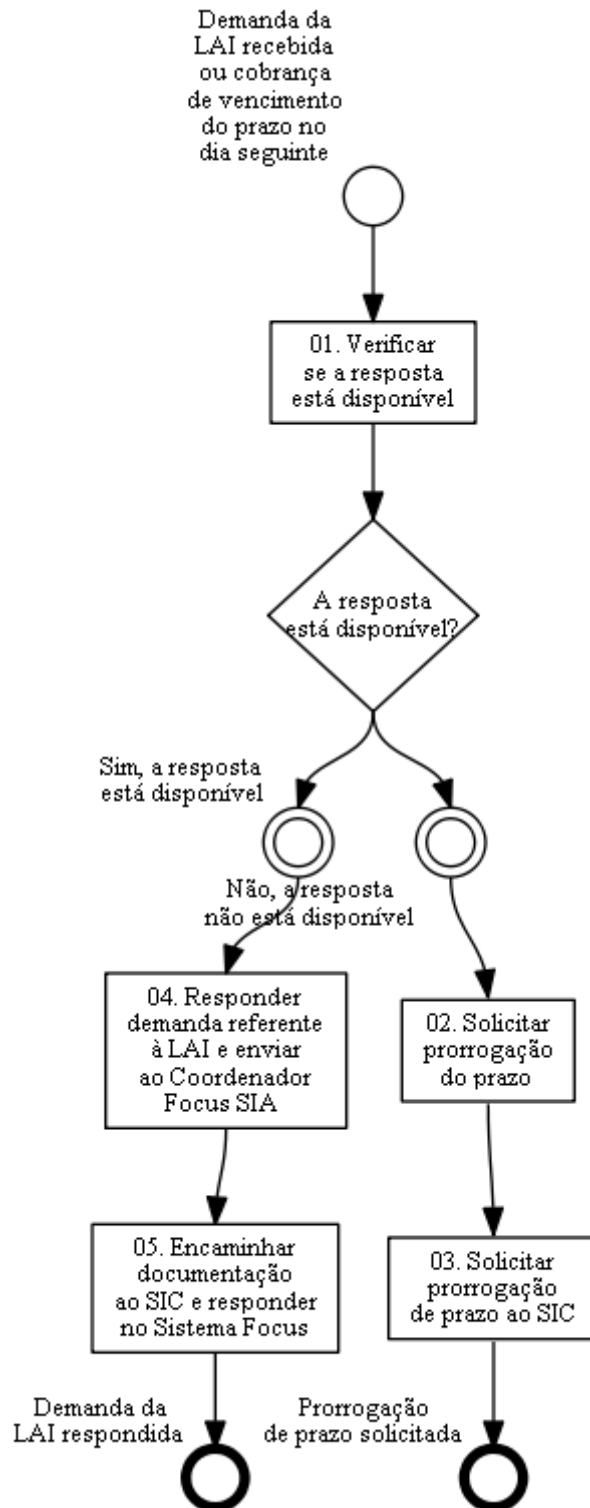 Demanda da
LAI recebida
ou cobrança
de vencimento
do prazo no
dia seguinte
01. Verificar
se a resposta
está disponível
A resposta
está disponível?
Sim, a resposta
está disponível
Não, a resposta
não está disponível
04. Responder
demanda referente
à LAI e enviar
ao Coordenador
Focus SIA
02. Solicitar
prorrogação
do prazo
05. Encaminhar
documentação
ao SIC e responder
no Sistema Focus
03. Solicitar
prorrogação
de prazo ao SIC
Demanda da
LAI respondida
Prorrogação
de prazo solicitada